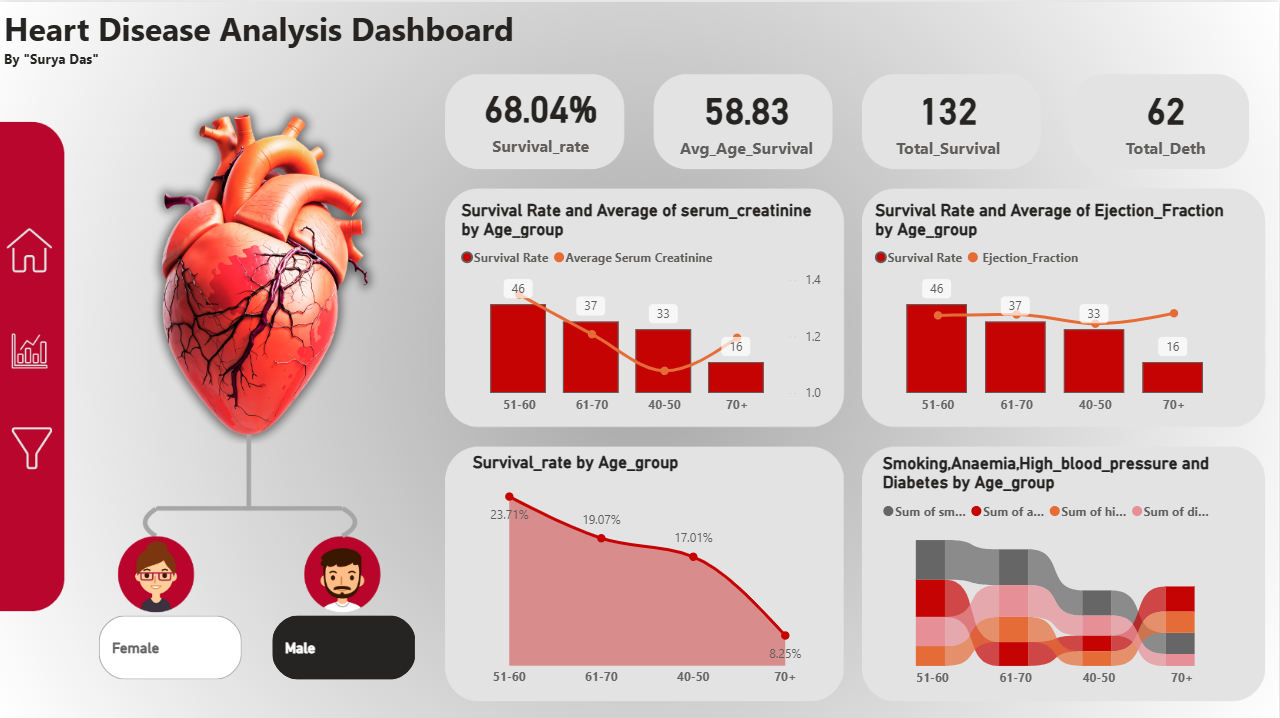 Heart Disease Analysis Dashboard
By "Surya Das"
68.04%
Survival_rate
58.83
Avg_Age_Survival
132
Total_Survival
62
Total_Deth
Survival Rate and Average of serum_creatinine
by Age_group
Survival Rate Average Serum Creatinine
1.4
1.2
1.0
46
37
33
16
51-60 61-70 40-50 70+
Survival Rate and Average of Ejection_Fraction
by Age_group
Survival Rate Ejection_Fraction
46
37
33
16
51-60 61-70 40-50 70+
Survival_rate by Age_group
23.71%
19.07%
17.01%
8.25%
51-60 61-70 40-50 70+
Smoking,Anaemia,High_blood_pressure and
Diabetes by Age_group
Sum of sm... Sum of a... Sum of hi... Sum of di...
51-60 61-70 40-50 70+
Female
Male